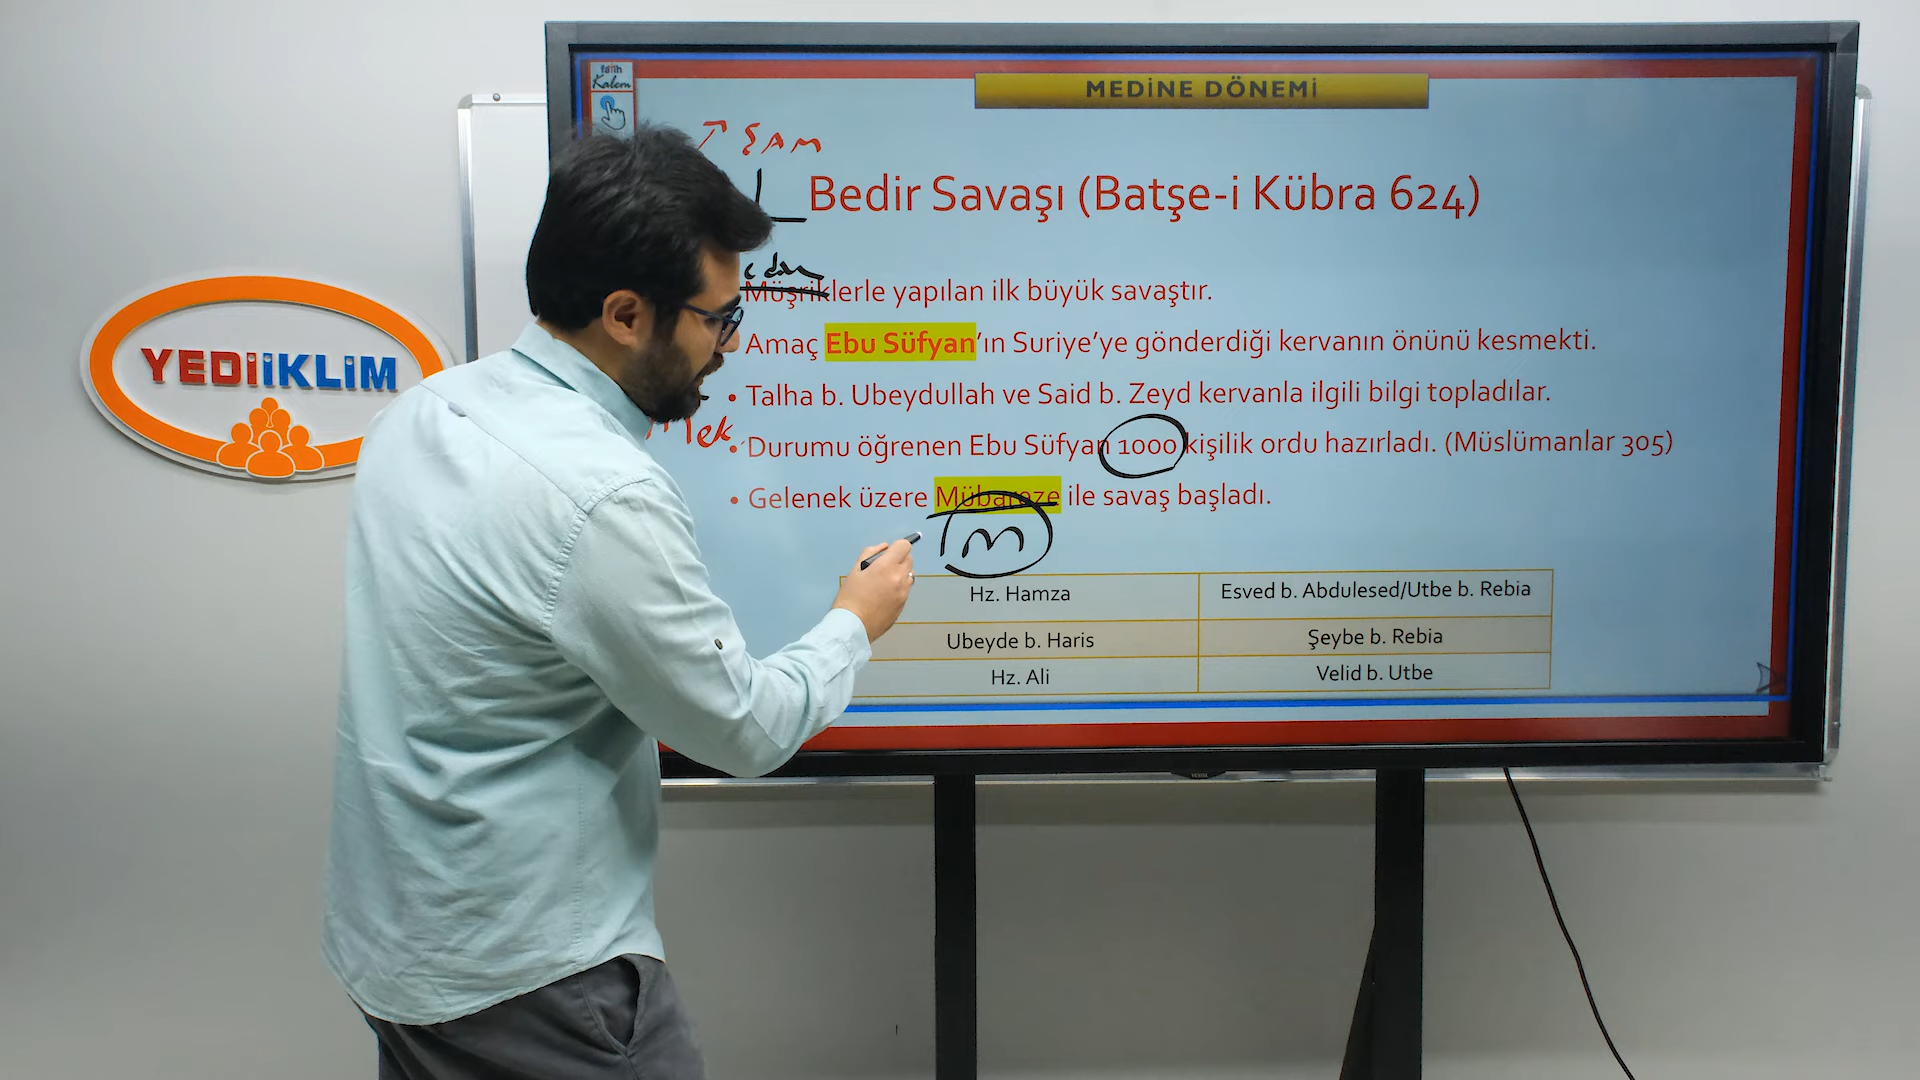 fatih
Kalem
MEDİNE DÖNEMİ
ŞAM
Bedir Savaşı (Batşe-i Kübra 624)
Müşriklerle yapılan ilk büyük savaştır.
Amaç Ebu Süfyan'ın Suriye'ye gönderdiği kervanın önünü kesmekti.
YEDİİKLİM
• Talha b. Ubeydullah ve Said b. Zeyd kervanla ilgili bilgi topladılar.
Mek
• Durumu öğrenen Ebu Süfyan 1000 kişilik ordu hazırladı. (Müslümanlar 305)
• Gelenek üzere Mübareze ile savaş başladı.
m
Hz. Hamza Esved b. Abdulesed/Utbe b. Rebia
Ubeyde b. Haris Şeybe b. Rebia
Hz. Ali Velid b. Utbe